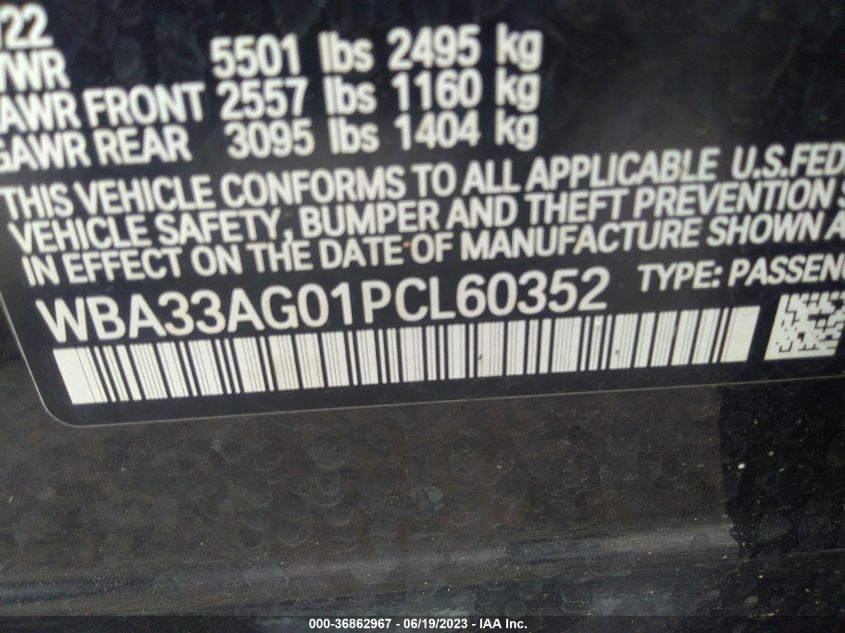 22
VWR 5501 lbs 2495 kg
AWR FRONT 2557 lbs 1160 kg
GAWR REAR 3095 lbs 1404 kg
THIS VEHICLE CONFORMS TO ALL APPLICABLE U.S.FED
VEHICLE SAFETY, BUMPER AND THEFT PREVENTION S
IN EFFECT ON THE DATE OF MANUFACTURE SHOWN A
WBA33AG01PCL60352 TYPE: PASSEN
000-36862967 - 06/19/2023 - IAA Inc.